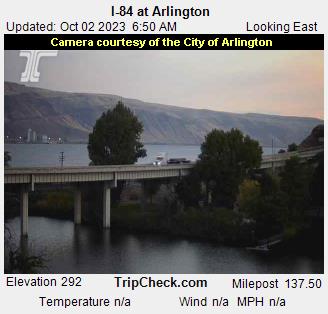 I-84 at Arlington
Updated: Oct 02 2023 6:50 AM Looking East
Camera courtesy of the City of Arlington
Elevation 292 TripCheck.com Milepost 137.50
Temperature n/a Wind n/a MPH n/a